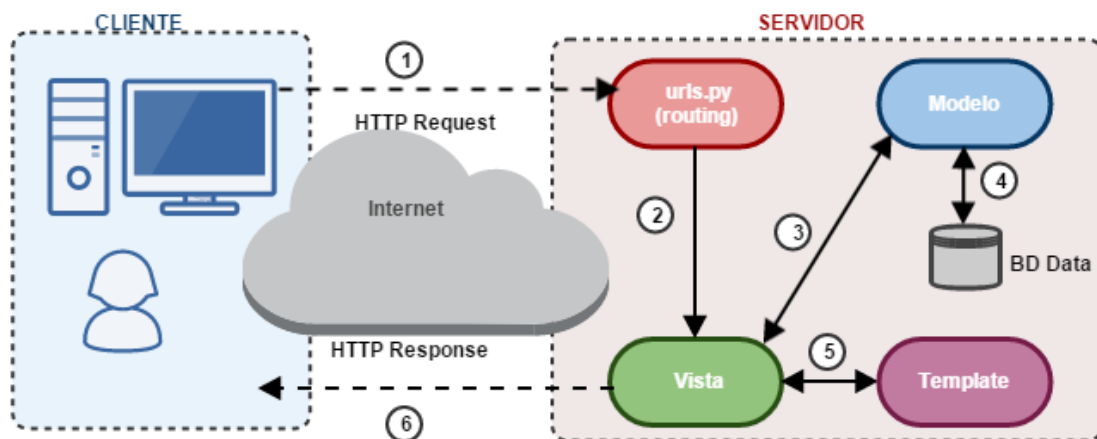 CLIENTE
SERVIDOR
1
HTTP Request
urls.py
(routing)
Modelo
Internet
2
3
4
BD Data
HTTP Response
Vista
5
Template
6